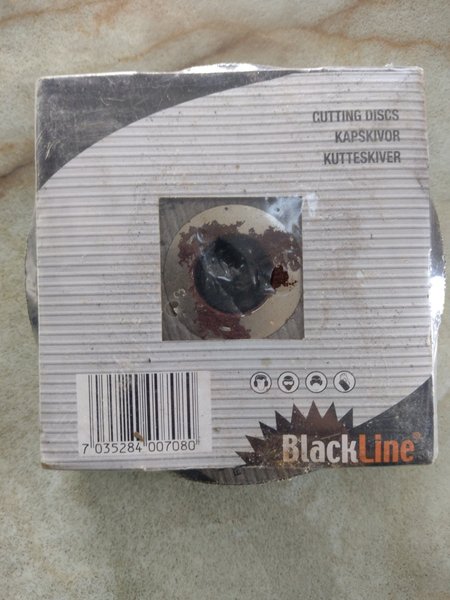 CUTTING DISCS
KAPSKIVOR
KUTTESKIVER
7 035284 007080
BlackLine®